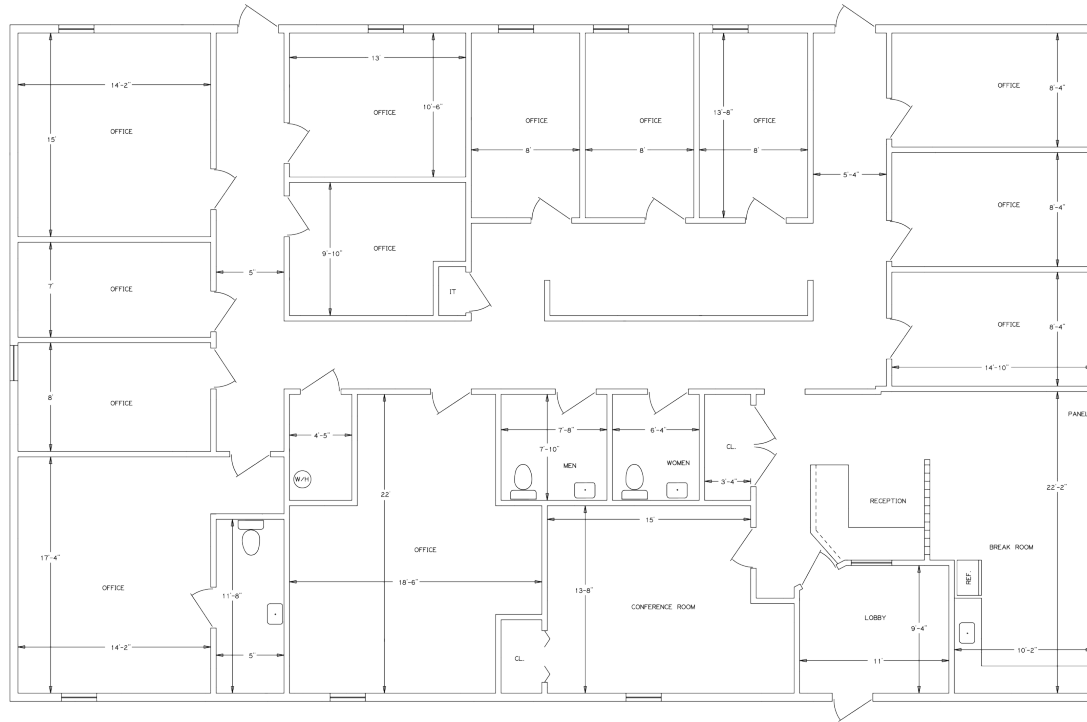 13'
14'-2"
10'-6"
OFFICE
8'-4"
OFFICE
13'-8"
OFFICE
OFFICE
OFFICE
OFFICE
15'
8'
8'
8'
5'-4"
OFFICE
8'-4"
9'-10"
OFFICE
5'
7'
OFFICE
IT
OFFICE
8'-4"
14'-10"
8'
OFFICE
PANEL
4'-5"
7'-8"
6'-4"
7'-10"
CL.
MEN
WOMEN
3'-4"
W/H
22'
22'-2"
RECEPTION
15'
17'-4"
OFFICE
BREAK ROOM
11'-8"
OFFICE
18'-6"
13'-8"
REF.
CONFERENCE ROOM
LOBBY
9'-4"
14'-2"
5'
CL.
11'
10'-2"